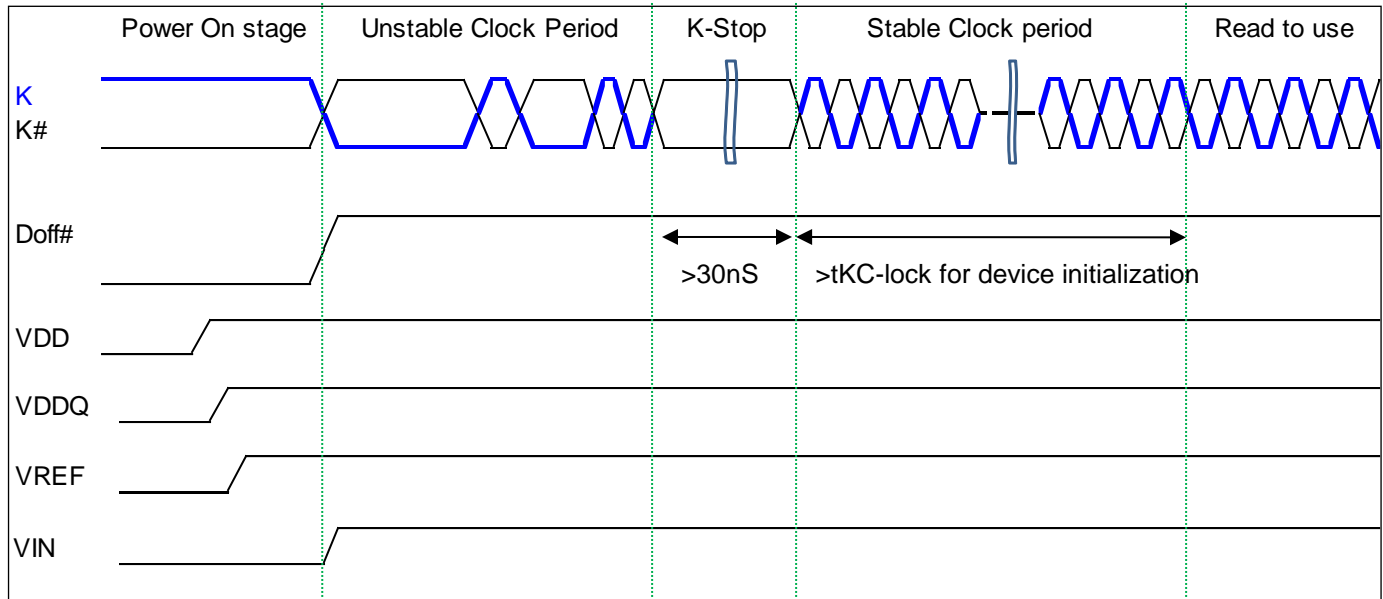 Power On stage Unstable Clock Period K-Stop Stable Clock period Read to use
K
K#
Doff#
>30nS >tKC-lock for device initialization
VDD
VDDQ
VREF
VIN